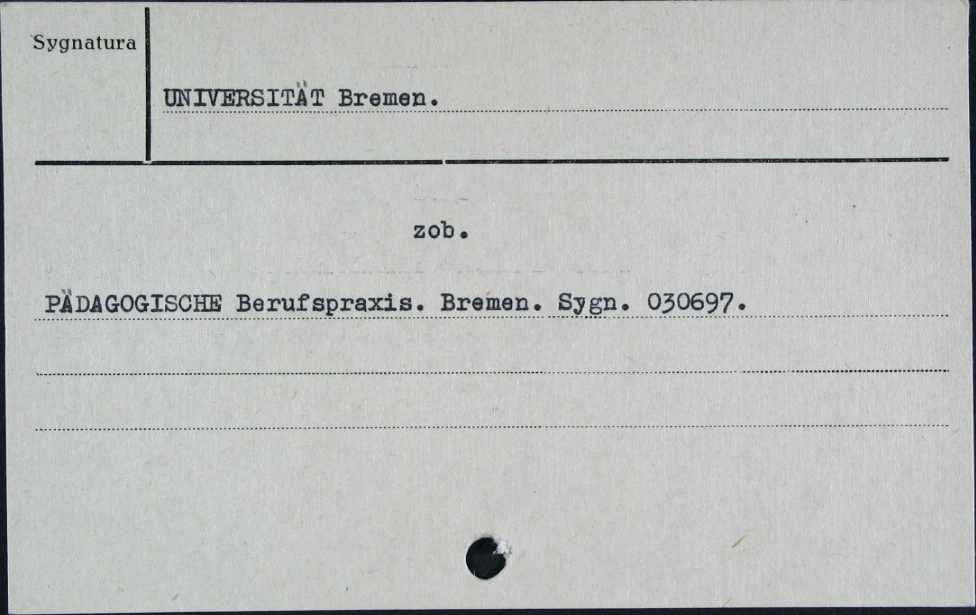 Sygnatura
UNIVERSITÄT Bremen.
zob.
PÄDAGOGISCHE Berufspraxis. Bremen. Sygn. 030697.